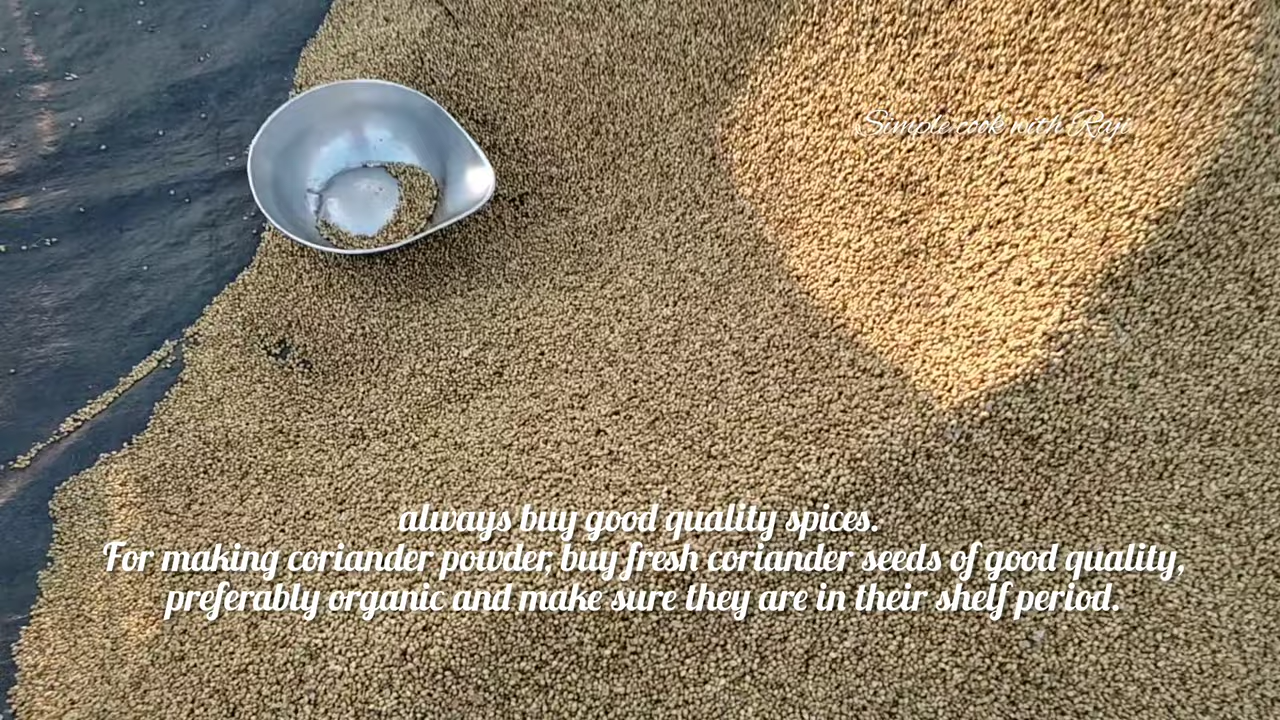 Simple cook with Raji
always buy good quality spices.
For making coriander powder, buy fresh coriander seeds of good quality,
preferably organic and make sure they are in their shelf period.